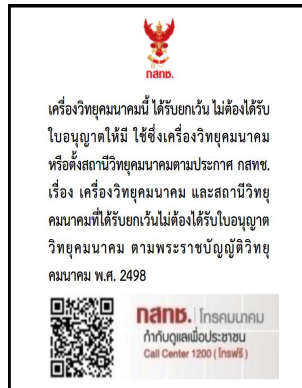 กสทช.
เครื่องวิทยุคมนาคมนี้ ได้รับยกเว้น ไม่ต้องได้รับ
ใบอนุญาตให้มี ใช้ซึ่งเครื่องวิทยุคมนาคม
หรือตั้งสถานีวิทยุคมนาคมตามประกาศ กสทช.
เรื่อง เครื่องวิทยุคมนาคม และสถานีวิทยุ
คมนาคมที่ได้รับยกเว้นไม่ต้องได้รับใบอนุญาต
วิทยุคมนาคม ตามพระราชบัญญัติวิทยุ
คมนาคม พ.ศ. 2498
กสทช. | โทรคมนาคม
กำกับดูแลเพื่อประชาชน
Call Center 1200 (โทรฟรี)